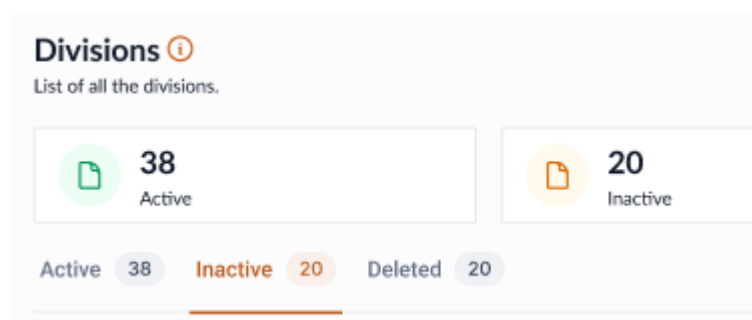 Divisions
List of all the divisions.
38
Active
20
Inactive
Active 38 Inactive 20 Deleted 20